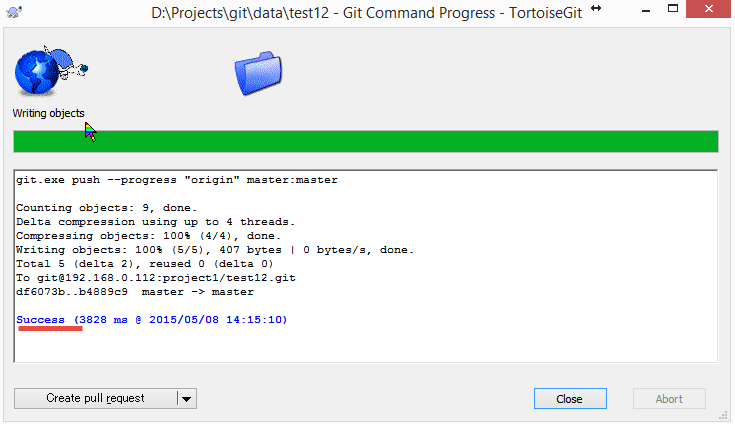 D:\Projects\git\data\test12 - Git Command Progress - TortoiseGit
Writing objects
git.exe push --progress "origin" master:master
Counting objects: 9, done.
Delta compression using up to 4 threads.
Compressing objects: 100% (4/4), done.
Writing objects: 100% (5/5), 407 bytes | 0 bytes/s, done.
Total 5 (delta 2), reused 0 (delta 0)
To git@192.168.0.112:project1/test12.git
df6073b..b4889c9  master -> master
Success (3828 ms @ 2015/05/08 14:15:10)
Create pull request
Close
Abort